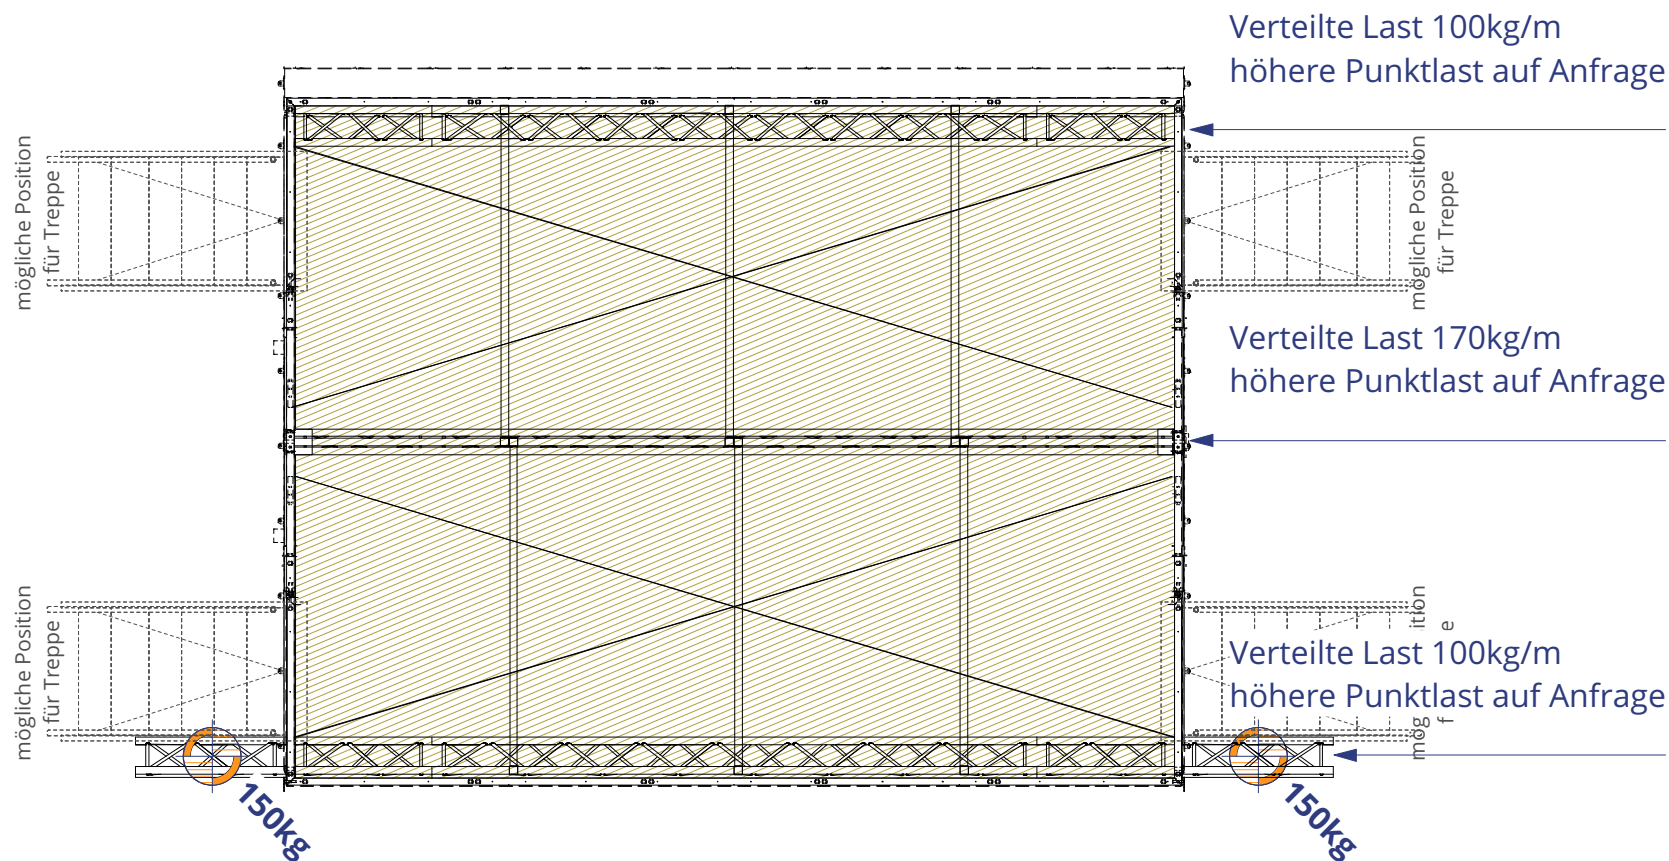 Verteilte Last 100kg/m
höhere Punktlast auf Anfrage
mögliche Position
für Treppe
mögliche Position
für Treppe
Verteilte Last 170kg/m
höhere Punktlast auf Anfrage
mögliche Position
für Treppe
Verteilte Last 100kg/m
höhere Punktlast auf Anfrage
150kg
150kg